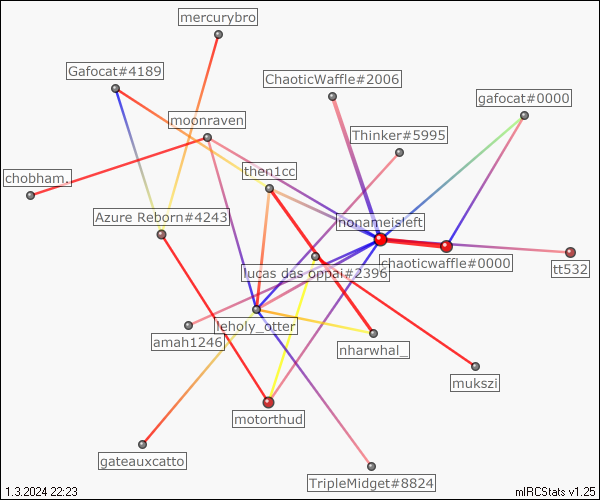 mercurybro
Gafocat#4189
ChaoticWaffle#2006
gafocat#0000
moonraven
Thinker#5995
then1cc
chobham.
Azure Reborn#4243
nonameisleft
chaoticwaffle#0000
lucas das oppai#2396
tt532
leholy_otter
amah1246
nharwhal_
mukszi
motorthud
gateauxcatto
TripleMidget#8824
1.3.2024 22:23
mIRCStats v1.25